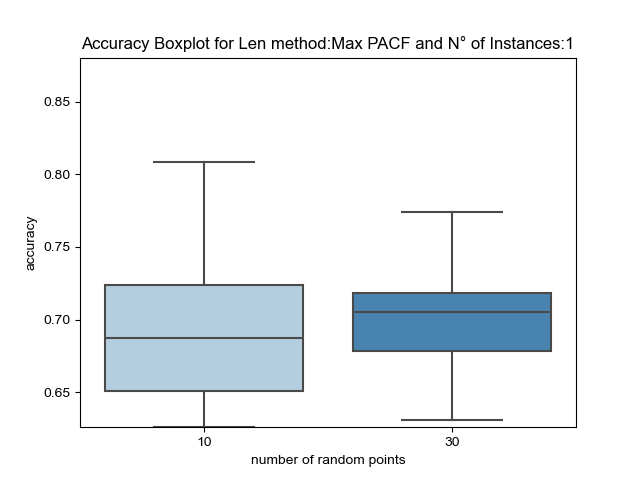 Accuracy Boxplot for Len method:Max PACF and N° of Instances:1
0.85
0.80
0.75
0.70
0.65
accuracy
10
30
number of random points